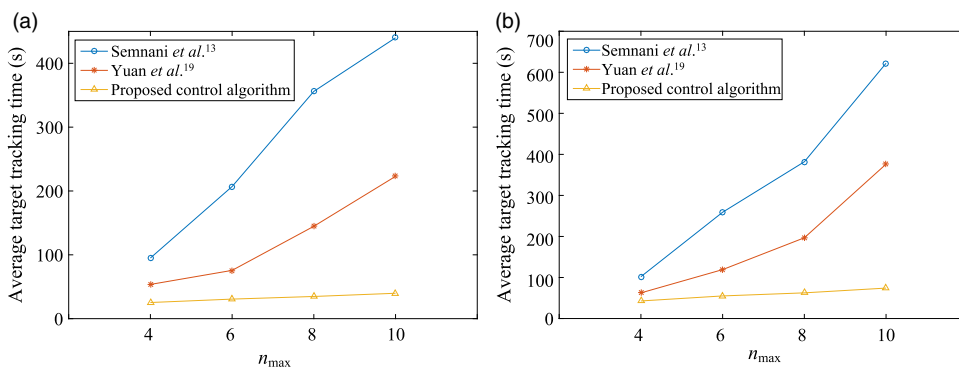 (a)
Average target tracking time (s)
400
300
200
100
0
Semnani et al.13
Yuan et al.19
Proposed control algorithm
4 6 8 10
nmax
(b)
Average target tracking time (s)
700
600
500
400
300
200
100
0
Semnani et al.13
Yuan et al.19
Proposed control algorithm
4 6 8 10
nmax